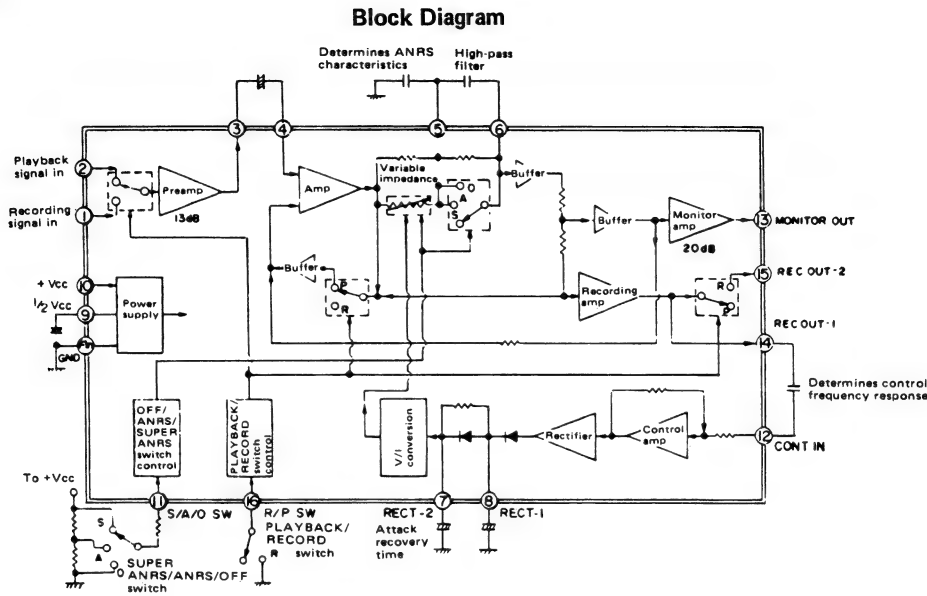 Block Diagram
Determines ANRS
characteristics
High-pass
filter
3
4
5
6
Playback
signal in
2
Preamp
13dB
Recording
signal in
1
Amp
Variable
impedance
O
A
S
Buffer
Buffer
Monitor
amp
20dB
13
MONITOR OUT
15
REC OUT-2
+ Vcc
10
1/2 Vcc
9
GND
Fin
Power
supply
Buffer
P
R
Recording
amp
R
P
REC OUT-1
14
Determines control
frequency response
12
CONT IN
OFF/
ANRS/
SUPER
ANRS
switch
control
PLAYBACK/
RECORD
switch
control
V/I
conversion
Rectifier
Control
amp
To +Vcc
11
S/A/O SW
16
R/P SW
RECT-2
7
8
RECT-1
S
A
O
SUPER
ANRS/ANRS/OFF
switch
PLAYBACK/
RECORD
switch
R
Attack
recovery
time